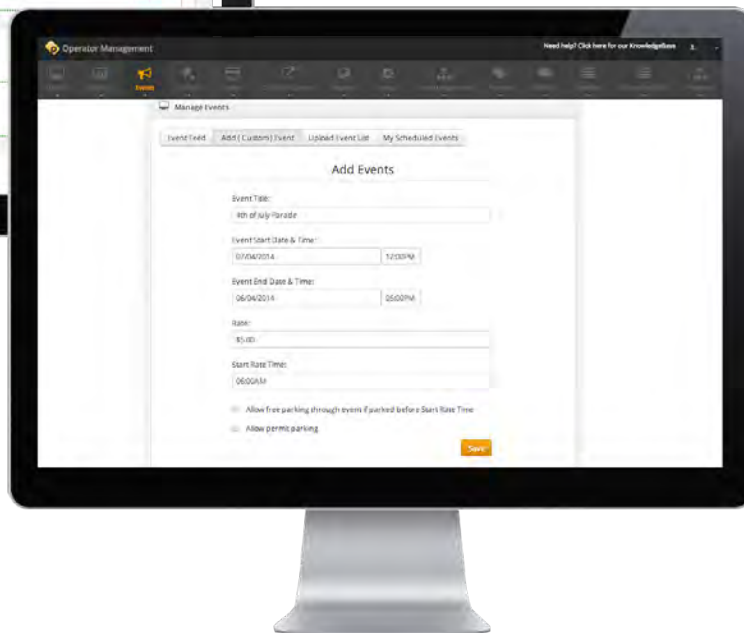 Operator Management
Need help? Click here for our KnowledgeBase
Events
Manage Events
Event Feed Add (Custom) Event Upload Event List My Scheduled Events
Add Events
Event Title:
4th of July Parade
Event Start Date & Time:
07/04/2014 12:00PM
Event End Date & Time:
06/04/2014 05:00PM
Rate:
$5.00
Start Rate Time:
06:00AM
Allow free parking through event if parked before Start Rate Time
Allow permit parking
Save